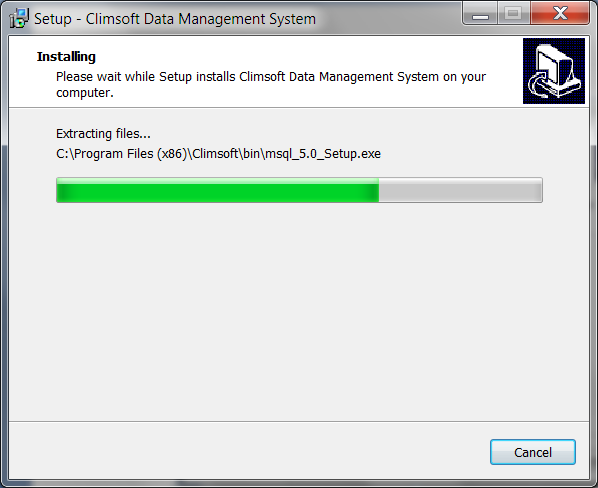 Setup - Climsoft Data Management System
Installing
Please wait while Setup installs Climsoft Data Management System on your
computer.
Extracting files...
C:\Program Files (x86)\Climsoft\bin\msql_5.0_Setup.exe
Cancel